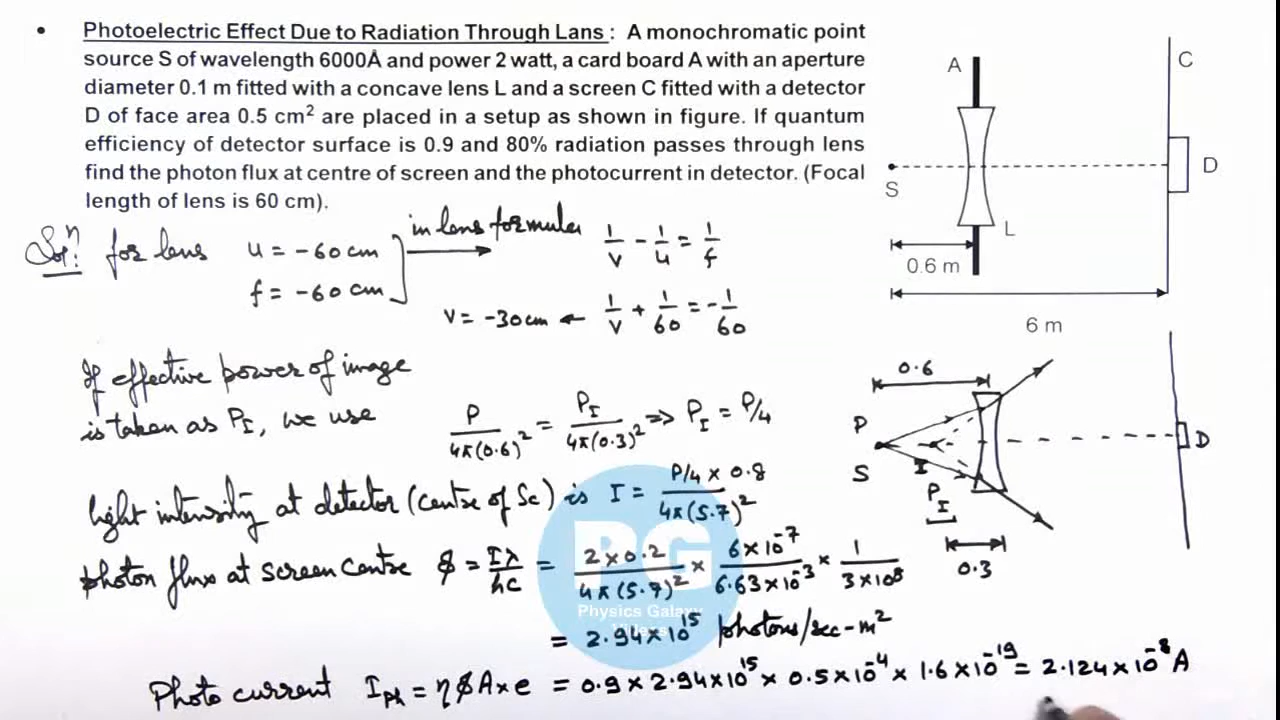 • Photoelectric Effect Due to Radiation Through Lans : A monochromatic point
source S of wavelength 6000Å and power 2 watt, a card board A with an aperture
diameter 0.1 m fitted with a concave lens L and a screen C fitted with a detector
D of face area 0.5 cm² are placed in a setup as shown in figure. If quantum
efficiency of detector surface is 0.9 and 80% radiation passes through lens
find the photon flux at centre of screen and the photocurrent in detector. (Focal
length of lens is 60 cm).
A
C
S
D
L
0.6 m
6 m
Solⁿ: for lens u = -60 cm
f = -60 cm
in lens formula 1/v - 1/u = 1/f
v = -30cm ← 1/v + 1/60 = -1/60
If effective power of image
is taken as P_I, we use P/4π(0.6)² = P_I/4π(0.3)² ⇒ P_I = P/4
light intensity at detector (centre of Sc) is I = P/4 × 0.8/4π(5.7)²
photon flux at screen centre φ = Iλ/hc = 2×0.2/4π(5.7)² × 6×10⁻⁷/6.63×10⁻³ × 1/3×10⁸
= 2.94×10¹⁵ photons/sec-m²
Photo current I_ph = ηφA×e = 0.9 × 2.94×10¹⁵ × 0.5×10⁻⁴ × 1.6×10⁻¹⁹ = 2.124×10⁻⁸ A
0.6
P
S
I
P_I
D
0.3
PG
Physics Galaxy
Videos